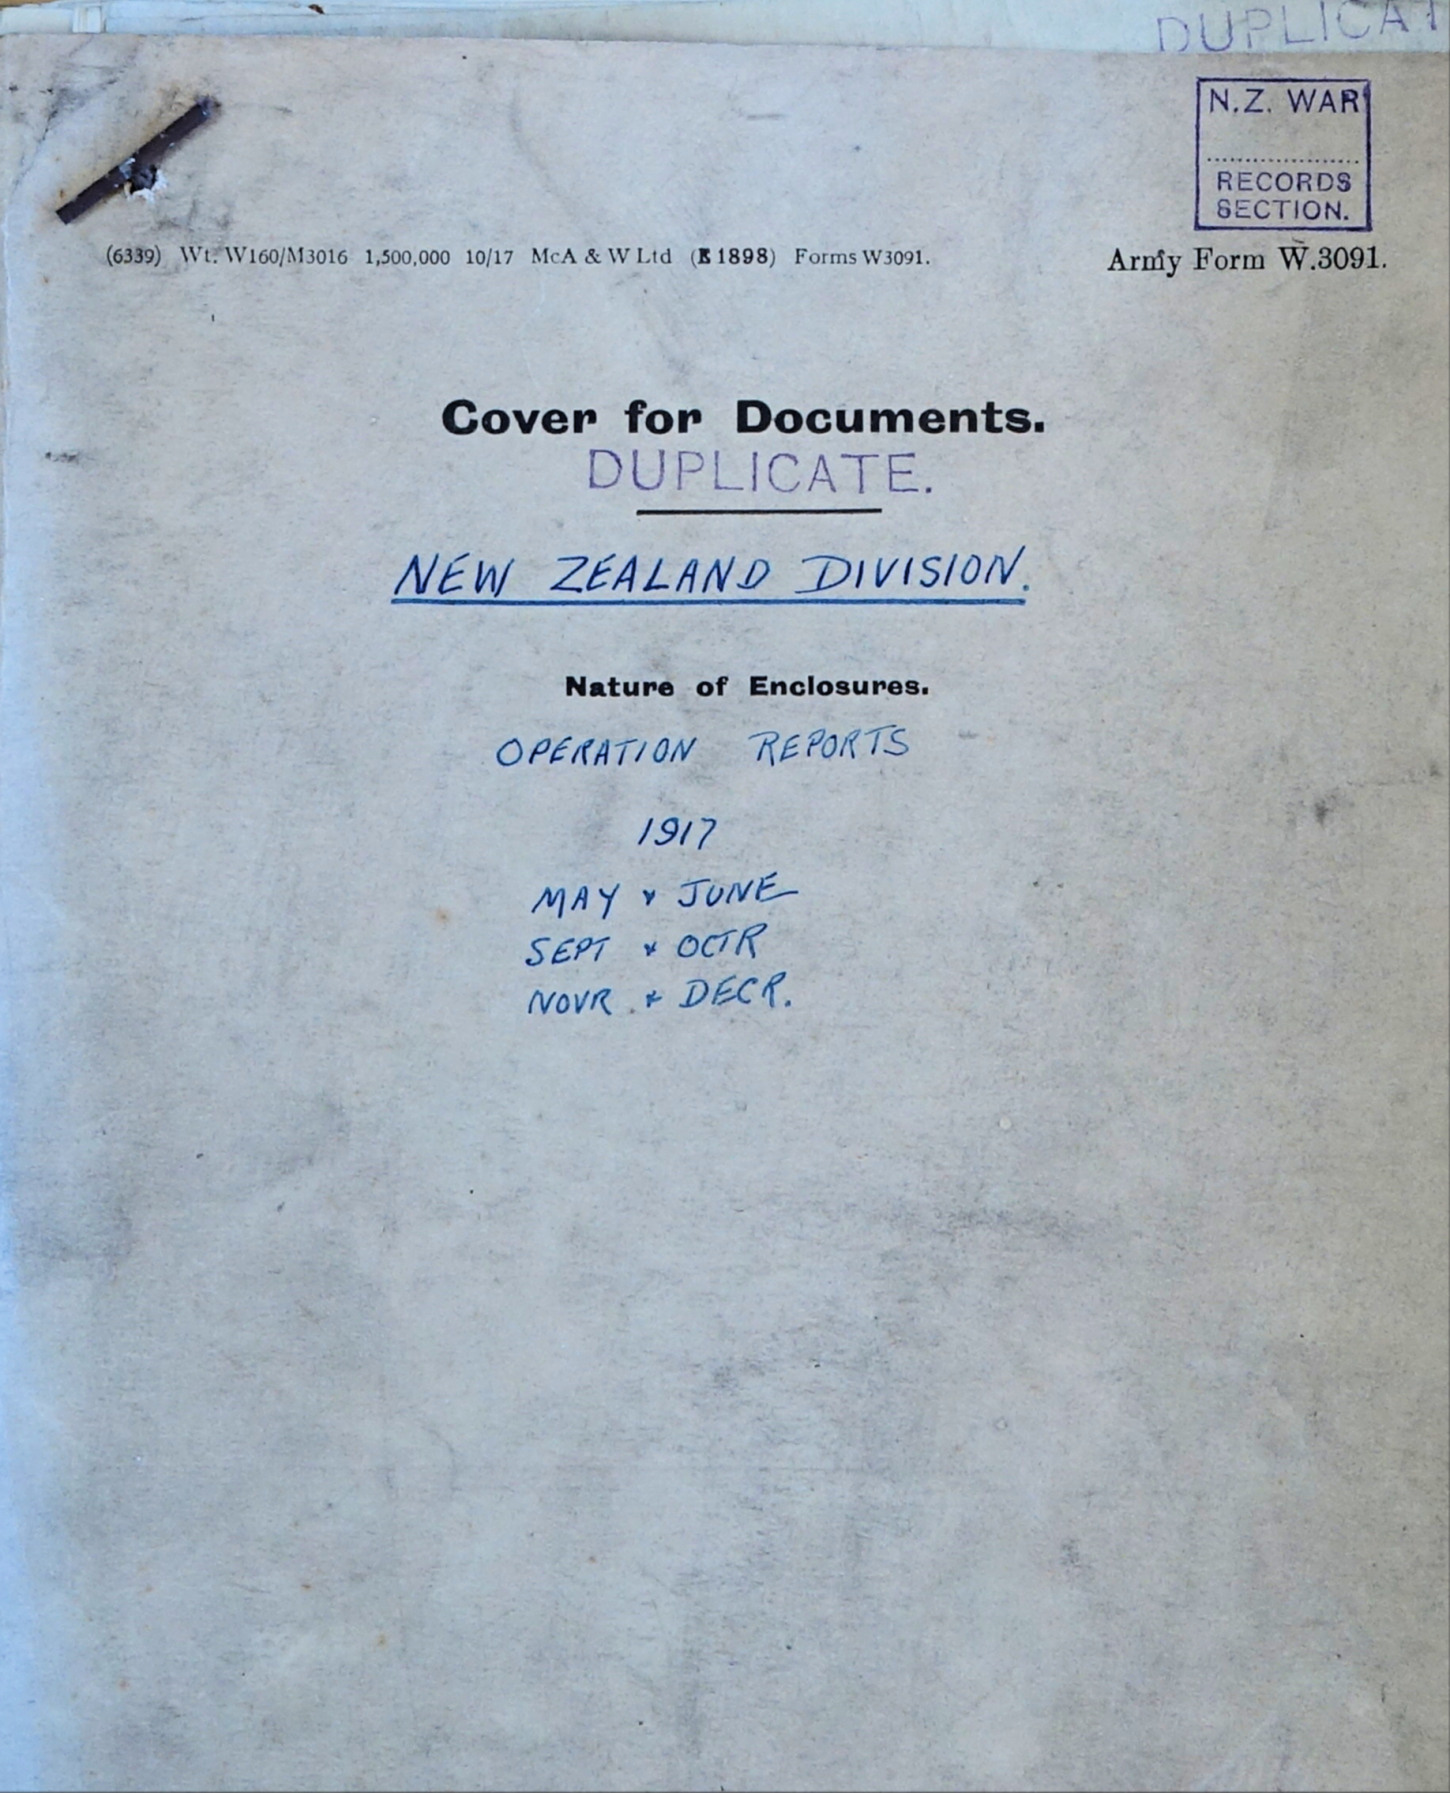 DUPLICAT
N.Z. WAR
RECORDS
SECTION.
(6339) Wt. W160/M3016 1,500,000 10/17 McA & W Ltd (E 1898) Forms W3091.
Army Form W.3091.
Cover for Documents.
DUPLICATE.
NEW ZEALAND DIVISION.
Nature of Enclosures.
OPERATION REPORTS
1917
MAY & JUNE
SEPT & OCTR
NOVR & DECR.